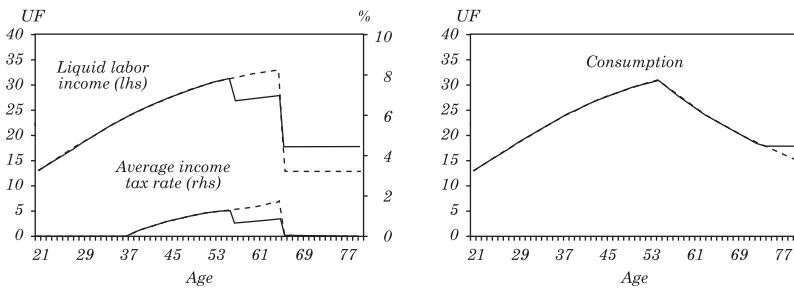 UF
%
40
35
30
25
20
15
10
5
0
10
8
6
4
2
0
Liquid labor
income (lhs)
Average income
tax rate (rhs)
21 29 37 45 53 61 69 77
Age
UF
40
35
30
25
20
15
10
5
0
Consumption
21 29 37 45 53 61 69 77
Age